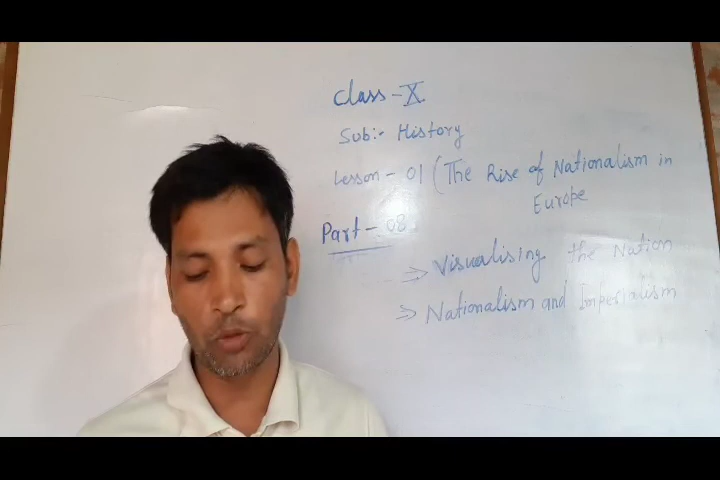 Class - X
Sub:- History
Lesson - 01 (The Rise of Nationalism in
Europe
Part - 08
⇒ Visualising the Nation
⇒ Nationalism and Imperialism